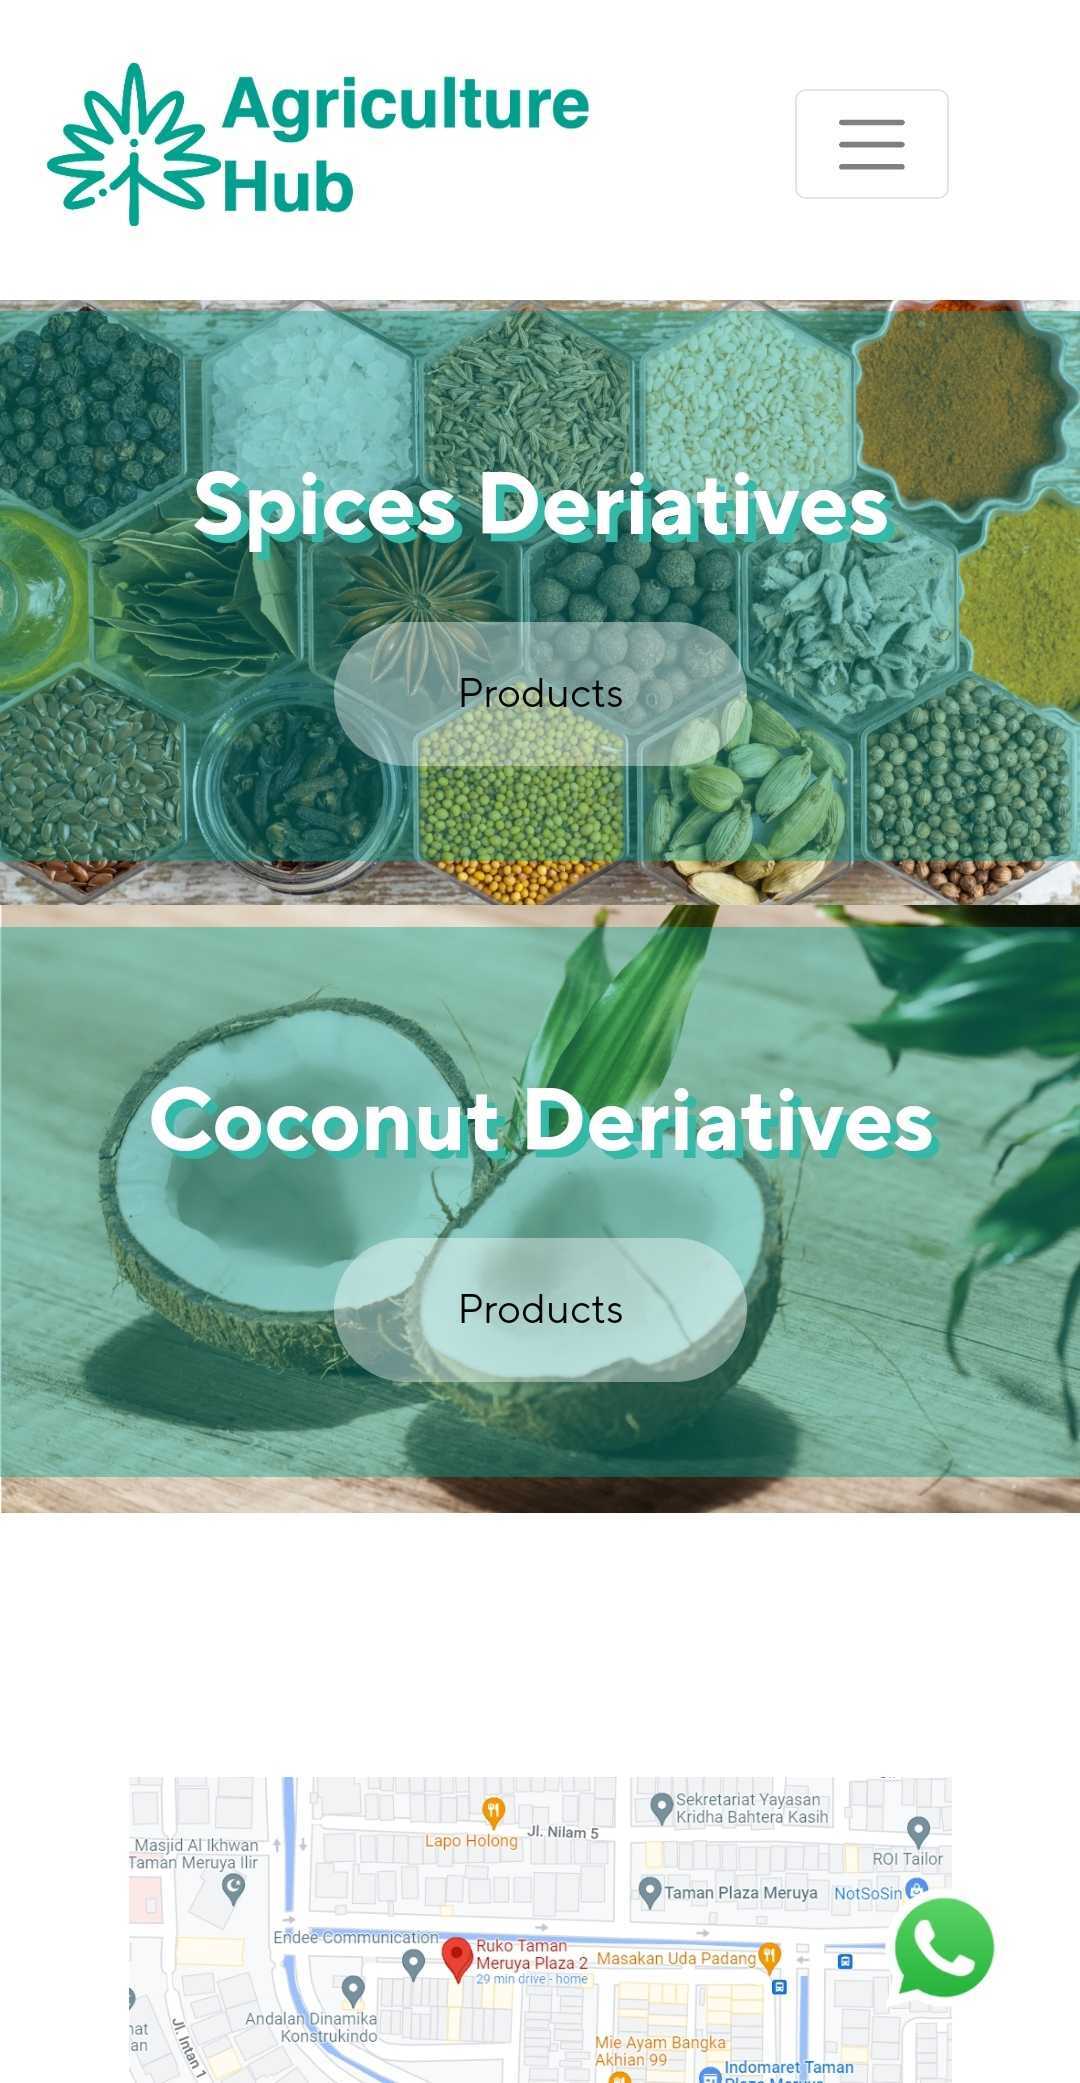 Agriculture
Hub
Spices Deriatives
Products
Coconut Deriatives
Products
Sekretariat Yayasan
Kridha Bahtera Kasih
Lapo Holong
Jl. Nilam 5
Masjid Al Ikhwan
Taman Meruya Ilir
ROI Tailor
Taman Plaza Meruya
NotSoSin
Endee Communication
Ruko Taman
Meruya Plaza 2
29 min drive - home
Masakan Uda Padang
Andalan Dinamika
Konstrukindo
Jl. Intan 1
Mie Ayam Bangka
Akhian 99
Indomaret Taman